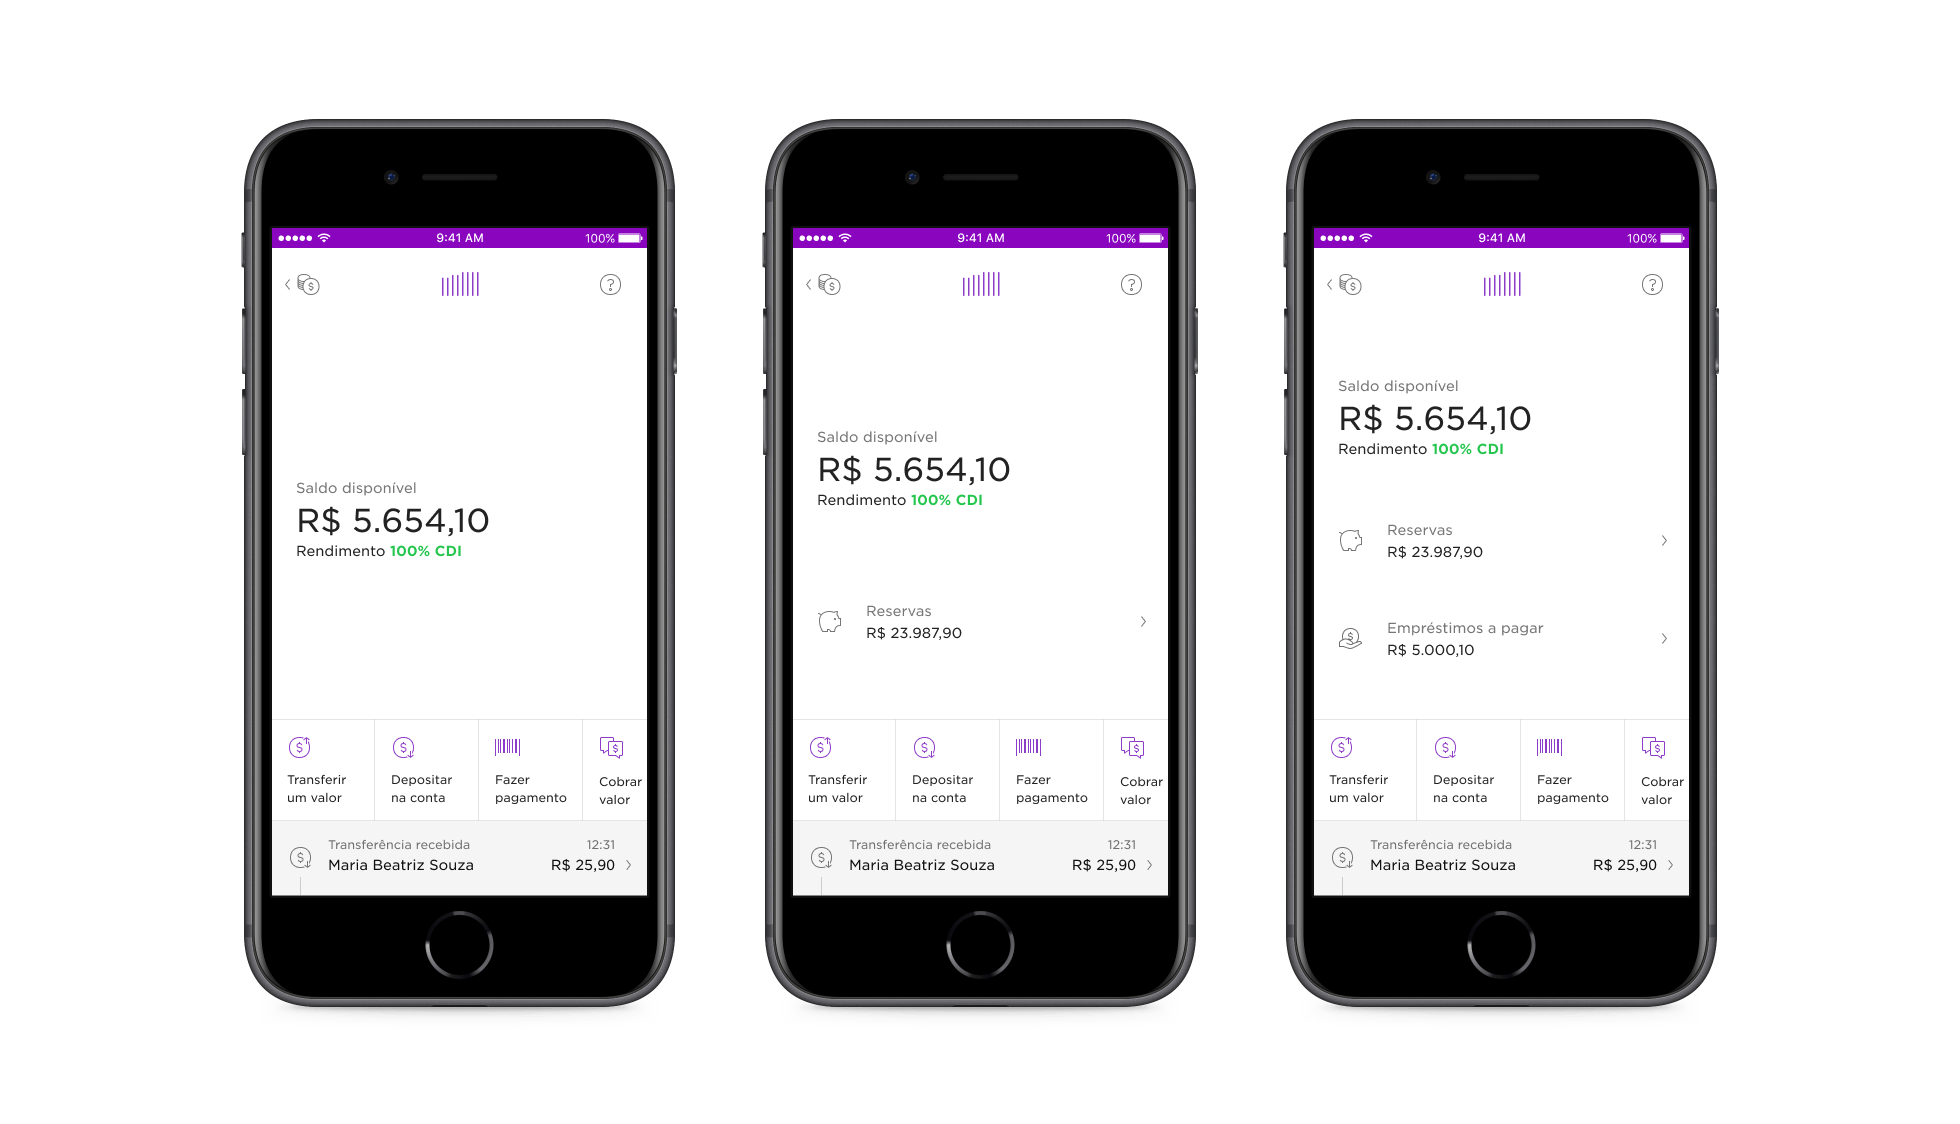 9:41 AM
100%
Saldo disponível
R$ 5.654,10
Rendimento 100% CDI
Transferir
um valor
Depositar
na conta
Fazer
pagamento
Cobrar
valor
Transferência recebida
12:31
Maria Beatriz Souza
R$ 25,90
9:41 AM
100%
Saldo disponível
R$ 5.654,10
Rendimento 100% CDI
Reservas
R$ 23.987,90
Transferir
um valor
Depositar
na conta
Fazer
pagamento
Cobrar
valor
Transferência recebida
12:31
Maria Beatriz Souza
R$ 25,90
9:41 AM
100%
Saldo disponível
R$ 5.654,10
Rendimento 100% CDI
Reservas
R$ 23.987,90
Empréstimos a pagar
R$ 5.000,10
Transferir
um valor
Depositar
na conta
Fazer
pagamento
Cobrar
valor
Transferência recebida
12:31
Maria Beatriz Souza
R$ 25,90